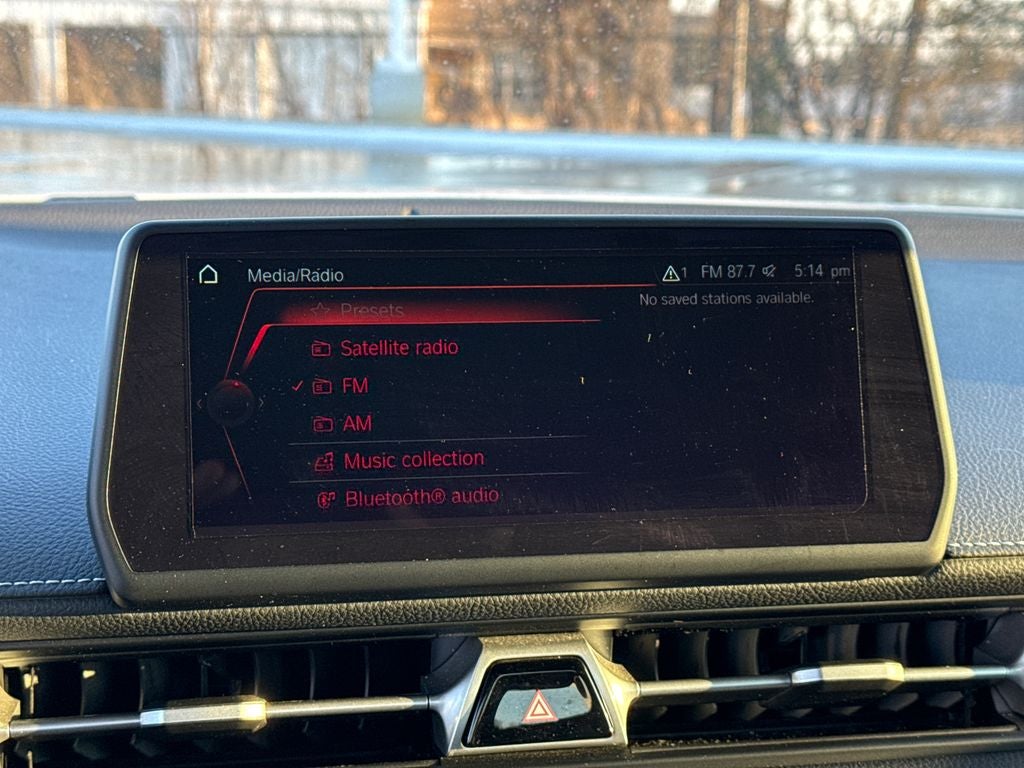 Media/Radio
1 FM 87.7 5:14 pm
Presets
No saved stations available.
Satellite radio
FM
AM
Music collection
Bluetooth® audio